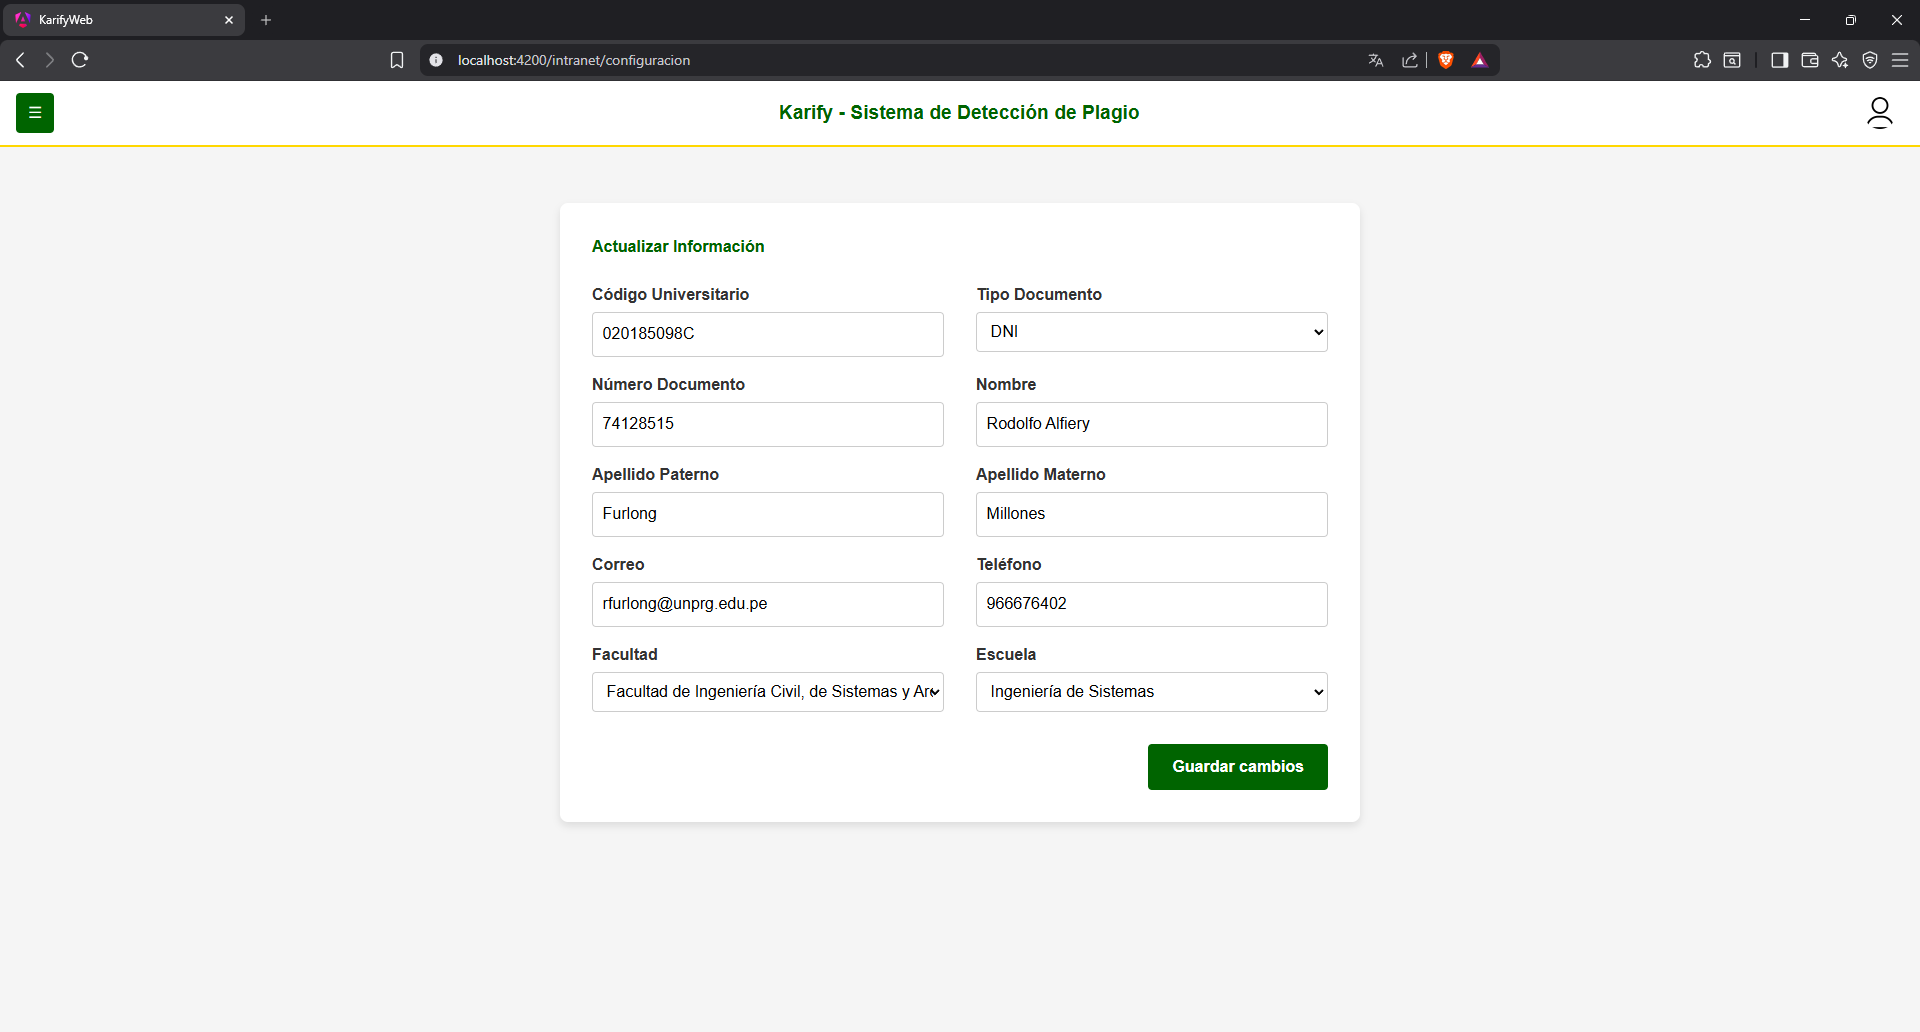 KarifyWeb
localhost:4200/intranet/configuracion
Karify - Sistema de Detección de Plagio
Actualizar Información
Código Universitario
Tipo Documento
020185098C
DNI
Número Documento
Nombre
74128515
Rodolfo Alfiery
Apellido Paterno
Apellido Materno
Furlong
Millones
Correo
Teléfono
rfurlong@unprg.edu.pe
966676402
Facultad
Escuela
Facultad de Ingeniería Civil, de Sistemas y Ar
Ingeniería de Sistemas
Guardar cambios